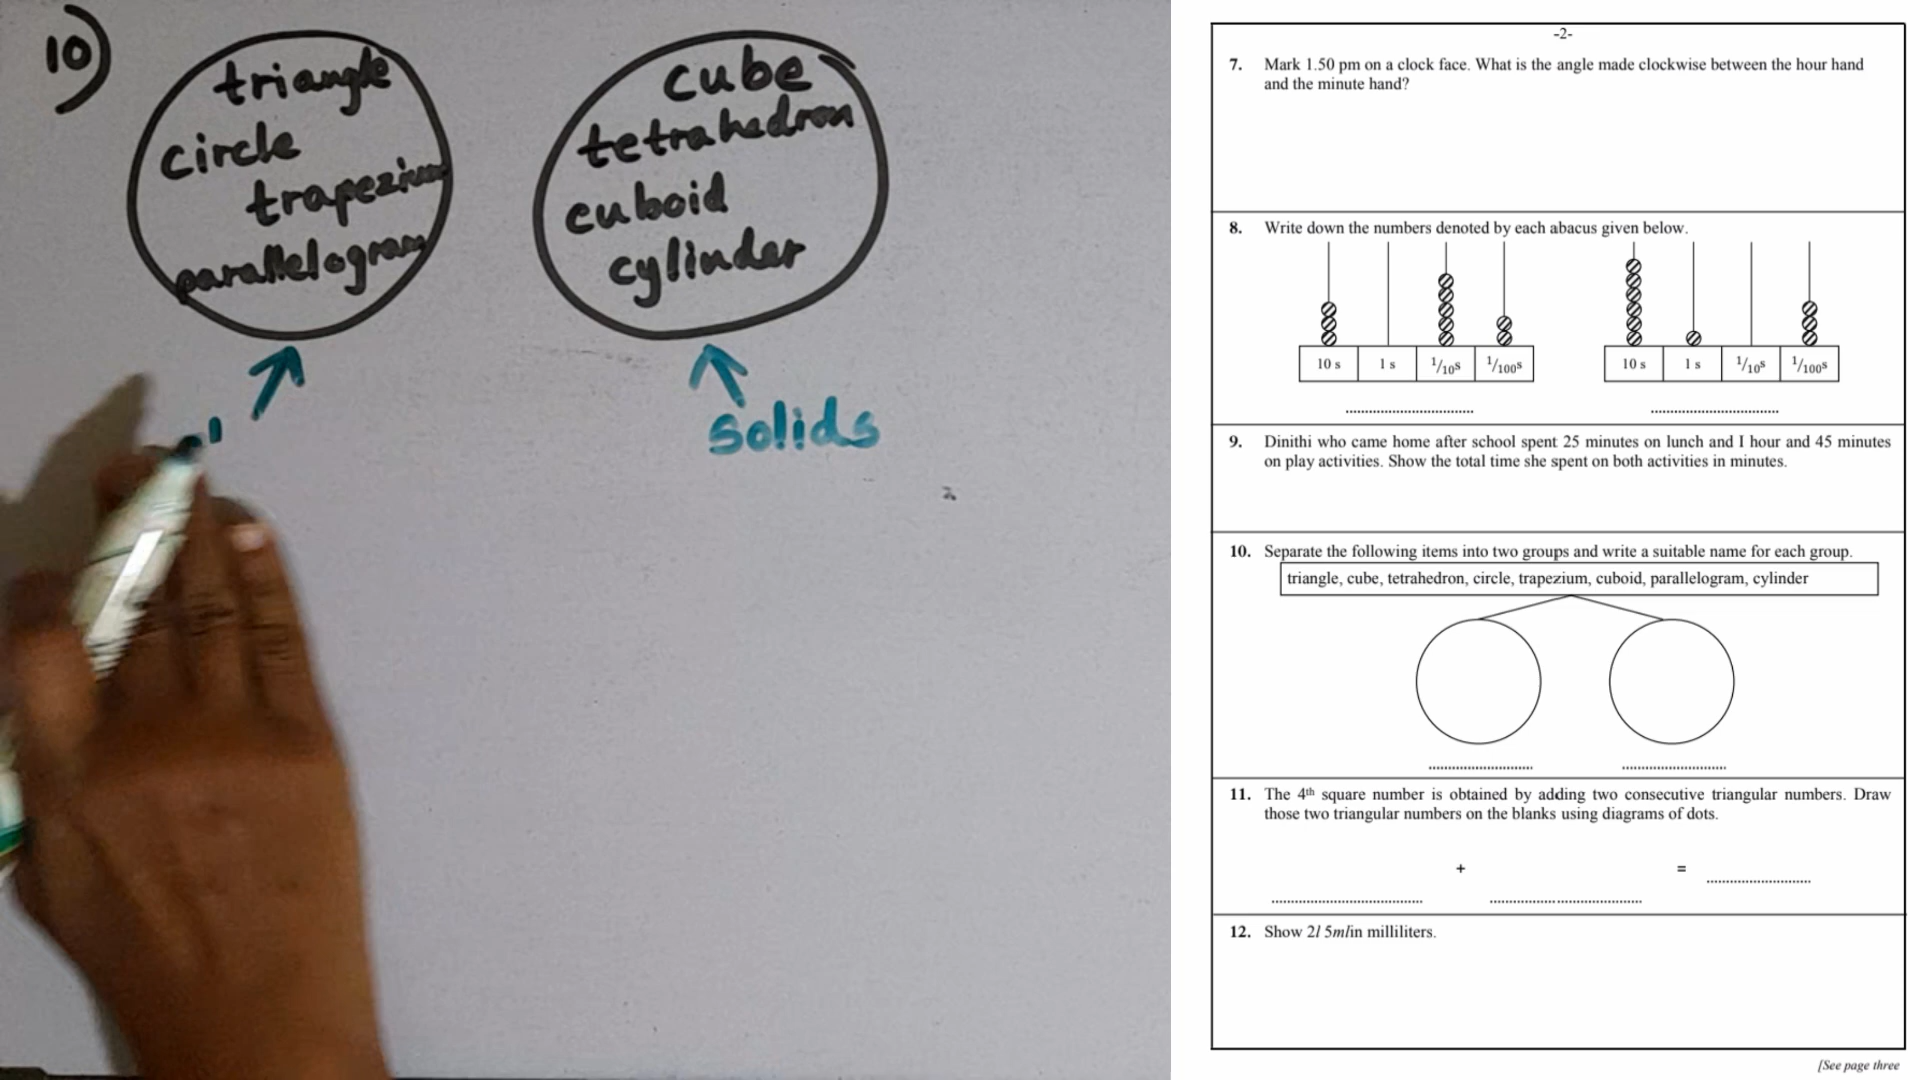 10)
triangle
circle
trapezium
parallelogram
cube
tetrahedron
cuboid
cylinder
solids
-2-
7. Mark 1.50 pm on a clock face. What is the angle made clockwise between the hour hand
and the minute hand?
8. Write down the numbers denoted by each abacus given below.
10 s 1 s 1/10s 1/100s 10 s 1 s 1/10s 1/100s
9. Dinithi who came home after school spent 25 minutes on lunch and I hour and 45 minutes
on play activities. Show the total time she spent on both activities in minutes.
10. Separate the following items into two groups and write a suitable name for each group.
triangle, cube, tetrahedron, circle, trapezium, cuboid, parallelogram, cylinder
11. The 4th square number is obtained by adding two consecutive triangular numbers. Draw
those two triangular numbers on the blanks using diagrams of dots.
+ =
12. Show 2l 5mlin milliliters.
[See page three